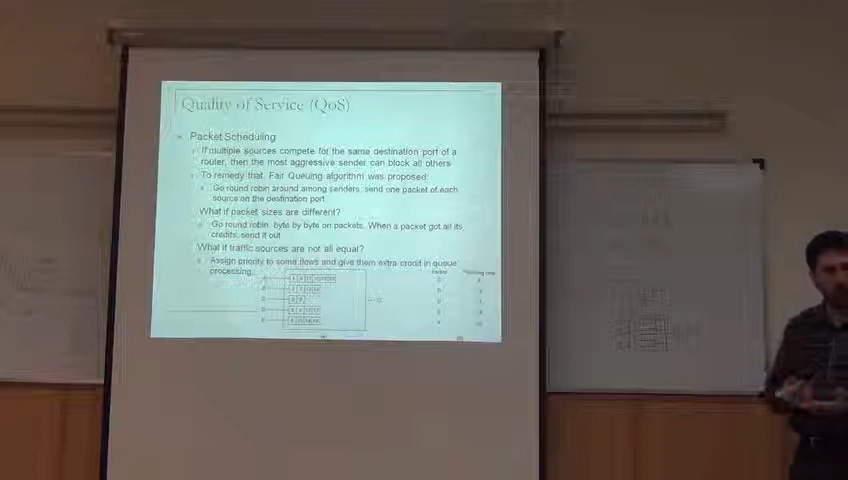 Quality of Service (QoS)
Packet Scheduling
If multiple sources compete for the same destination port of a
router, then the most aggressive sender can block all others
To remedy that, Fair Queuing algorithm was proposed:
Go round robin around among senders, send one packet of each
source on the destination port
What if packet sizes are different?
Go round robin, byte by byte on packets. When a packet got all its
credits, send it out
What if traffic sources are not all equal?
Assign priority to some flows and give them extra credit in queue
processing.